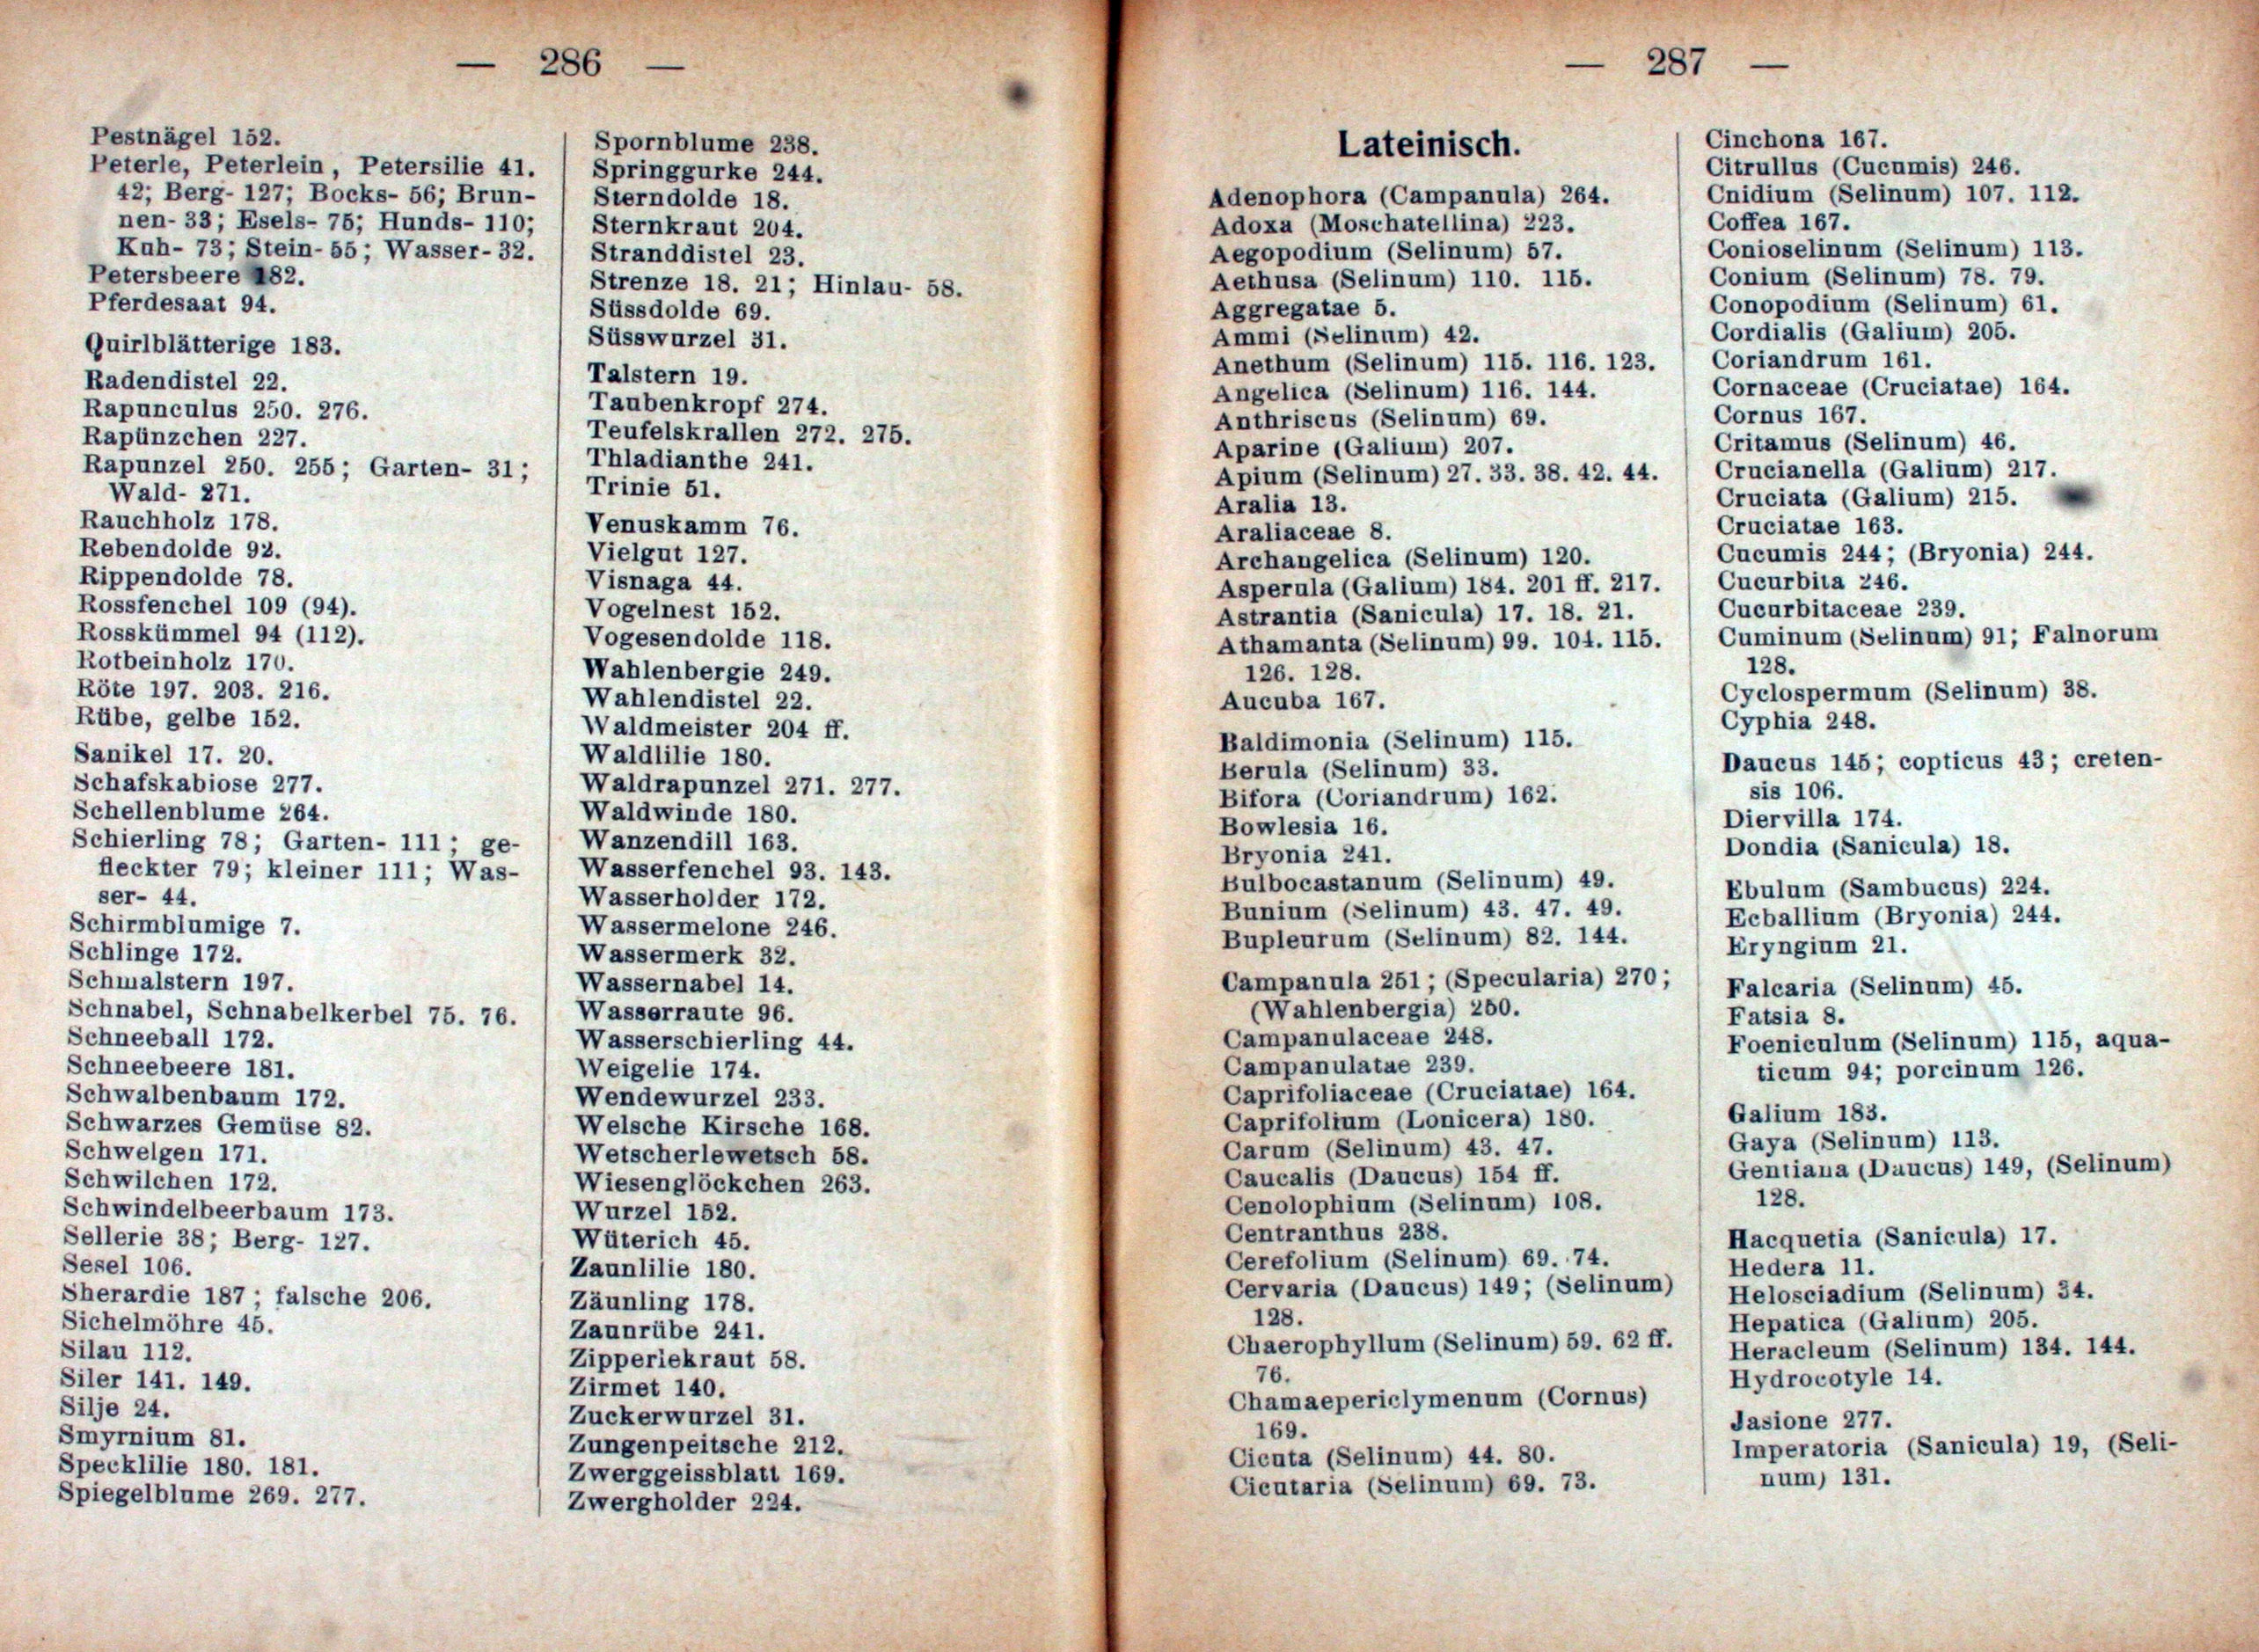 — 286 —
Pestnägel 152.
Peterle, Peterlein, Petersilie 41.
42; Berg- 127; Bocks- 56; Brun-
nen- 33; Esels- 75; Hunds- 110;
Kuh- 73; Stein- 55; Wasser- 32.
Petersbeere 182.
Pferdesaat 94.
Quirlblätterige 183.
Radendistel 22.
Rapunculus 250. 276.
Rapünzchen 227.
Rapunzel 250. 255; Garten- 31;
Wald- 271.
Rauchholz 178.
Rebendolde 92.
Rippendolde 78.
Rossfenchel 109 (94).
Rosskümmel 94 (112).
Rotbeinholz 170.
Röte 197. 203. 216.
Rübe, gelbe 152.
Sanikel 17. 20.
Schafskabiose 277.
Schellenblume 264.
Schierling 78; Garten- 111; ge-
fleckter 79; kleiner 111; Was-
ser- 44.
Schirmblumige 7.
Schlinge 172.
Schmalstern 197.
Schnabel, Schnabelkerbel 75. 76.
Schneeball 172.
Schneebeere 181.
Schwalbenbaum 172.
Schwarzes Gemüse 82.
Schwelgen 171.
Schwilchen 172.
Schwindelbeerbaum 173.
Sellerie 38; Berg- 127.
Sesel 106.
Sherardie 187; falsche 206.
Sichelmöhre 45.
Silau 112.
Siler 141. 149.
Silje 24.
Smyrnium 81.
Specklilie 180. 181.
Spiegelblume 269. 277.
Spornblume 238.
Springgurke 244.
Sterndolde 18.
Sternkraut 204.
Stranddistel 23.
Strenze 18. 21; Hinlau- 58.
Süssdolde 69.
Süsswurzel 31.
Talstern 19.
Taubenkropf 274.
Teufelskrallen 272. 275.
Thladianthe 241.
Trinie 51.
Venuskamm 76.
Vielgut 127.
Visnaga 44.
Vogelnest 152.
Vogesendolde 118.
Wahlenbergie 249.
Wahlendistel 22.
Waldmeister 204 ff.
Waldlilie 180.
Waldrapunzel 271. 277.
Waldwinde 180.
Wanzendill 163.
Wasserfenchel 93. 143.
Wasserholder 172.
Wassermelone 246.
Wassermerk 32.
Wassernabel 14.
Wasserraute 96.
Wasserschierling 44.
Weigelie 174.
Wendewurzel 233.
Welsche Kirsche 168.
Wetscherlewetsch 58.
Wiesenglöckchen 263.
Wurzel 152.
Wüterich 45.
Zaunlilie 180.
Zäunling 178.
Zaunrübe 241.
Zipperlekraut 58.
Zirmet 140.
Zuckerwurzel 31.
Zungenpeitsche 212.
Zwerggeissblatt 169.
Zwergholder 224.
— 287 —
Lateinisch.
Adenophora (Campanula) 264.
Adoxa (Moschatellina) 223.
Aegopodium (Selinum) 57.
Aethusa (Selinum) 110. 115.
Aggregatae 5.
Ammi (Selinum) 42.
Anethum (Selinum) 115. 116. 123.
Angelica (Selinum) 116. 144.
Anthriscus (Selinum) 69.
Aparine (Galium) 207.
Apium (Selinum) 27. 33. 38. 42. 44.
Aralia 13.
Araliaceae 8.
Archangelica (Selinum) 120.
Asperula (Galium) 184. 201 ff. 217.
Astrantia (Sanicula) 17. 18. 21.
Athamanta (Selinum) 99. 104. 115.
126. 128.
Aucuba 167.
Baldimonia (Selinum) 115.
Berula (Selinum) 33.
Bifora (Coriandrum) 162.
Bowlesia 16.
Bryonia 241.
Bulbocastanum (Selinum) 49.
Bunium (Selinum) 43. 47. 49.
Bupleurum (Selinum) 82. 144.
Campanula 251; (Specularia) 270;
(Wahlenbergia) 250.
Campanulaceae 248.
Campanulatae 239.
Caprifoliaceae (Cruciatae) 164.
Caprifolium (Lonicera) 180.
Carum (Selinum) 43. 47.
Caucalis (Daucus) 154 ff.
Cenolophium (Selinum) 108.
Centranthus 238.
Cerefolium (Selinum) 69. 74.
Cervaria (Daucus) 149; (Selinum)
128.
Chaerophyllum (Selinum) 59. 62 ff.
76.
Chamaepericlymenum (Cornus)
169.
Cicuta (Selinum) 44. 80.
Cicutaria (Selinum) 69. 73.
Cinchona 167.
Citrullus (Cucumis) 246.
Cnidium (Selinum) 107. 112.
Coffea 167.
Conioselinum (Selinum) 113.
Conium (Selinum) 78. 79.
Conopodium (Selinum) 61.
Cordialis (Galium) 205.
Coriandrum 161.
Cornaceae (Cruciatae) 164.
Cornus 167.
Critamus (Selinum) 46.
Crucianella (Galium) 217.
Cruciata (Galium) 215.
Cruciatae 163.
Cucumis 244; (Bryonia) 244.
Cucurbita 246.
Cucurbitaceae 239.
Cuminum (Selinum) 91; Falnorum
128.
Cyclospermum (Selinum) 38.
Cyphia 248.
Daucus 145; copticus 43; creten-
sis 106.
Diervilla 174.
Dondia (Sanicula) 18.
Ebulum (Sambucus) 224.
Ecballium (Bryonia) 244.
Eryngium 21.
Falcaria (Selinum) 45.
Fatsia 8.
Foeniculum (Selinum) 115, aqua-
ticum 94; porcinum 126.
Galium 183.
Gaya (Selinum) 113.
Gentiana (Daucus) 149, (Selinum)
128.
Hacquetia (Sanicula) 17.
Hedera 11.
Helosciadium (Selinum) 34.
Hepatica (Galium) 205.
Heracleum (Selinum) 134. 144.
Hydrocotyle 14.
Jasione 277.
Imperatoria (Sanicula) 19, (Seli-
num) 131.